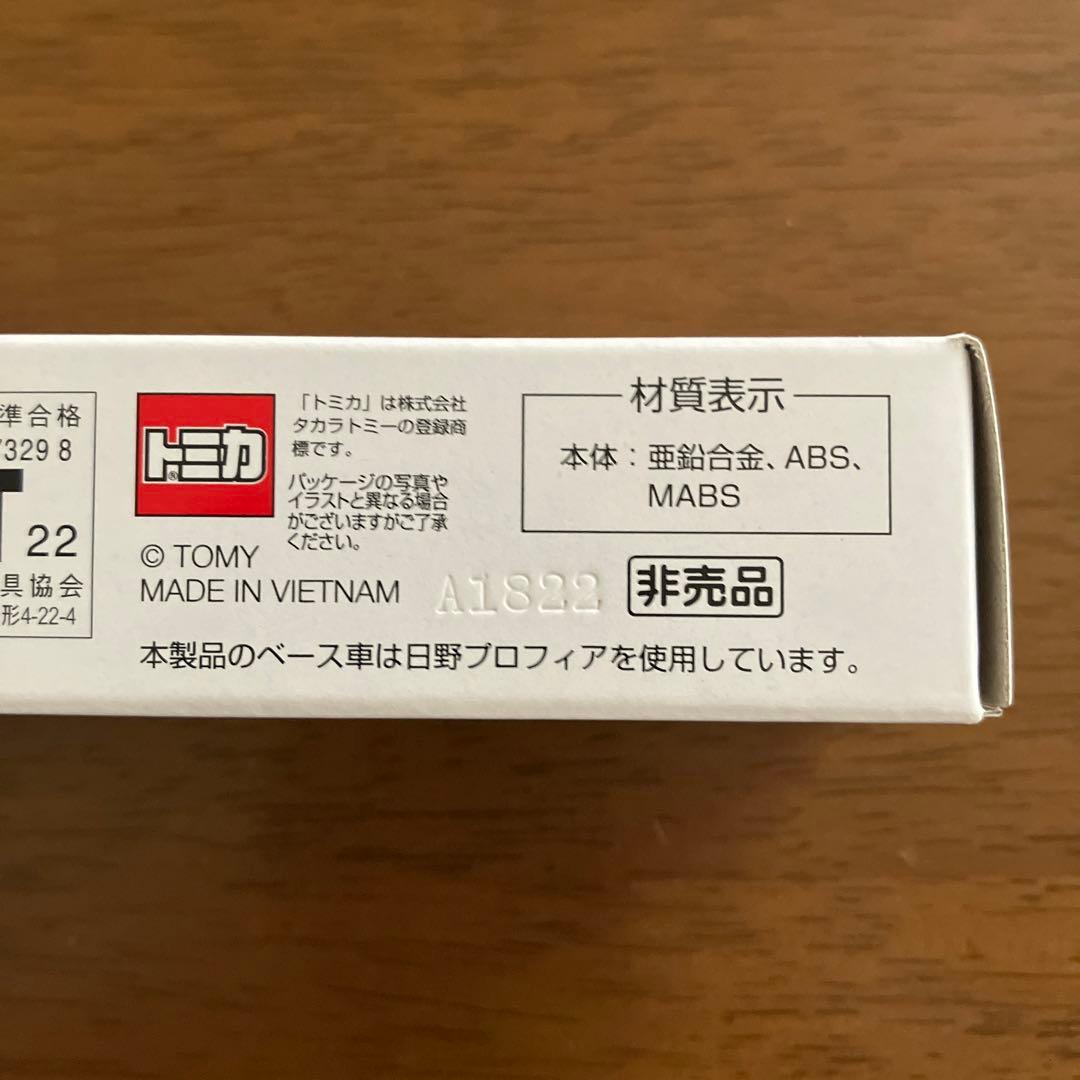 準合格
7329 8
T 22
具協会
形4-22-4
トミカ®
「トミカ」は株式会社
タカラトミーの登録商
標です。
パッケージの写真や
イラストと異なる場合
がございますがご了承
ください。
© TOMY
MADE IN VIETNAM
A1822
材質表示
本体：亜鉛合金、ABS、
MABS
非売品
本製品のベース車は日野プロフィアを使用しています。